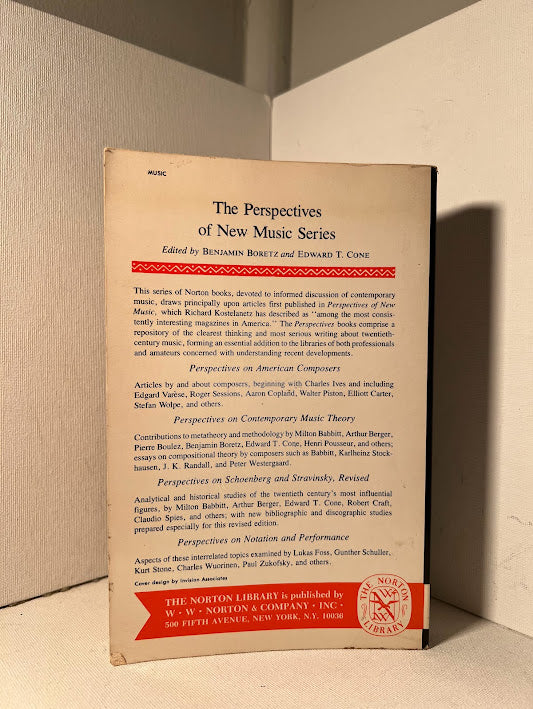 MUSIC
The Perspectives
of New Music Series
Edited by BENJAMIN BORETZ and EDWARD T. CONE
This series of Norton books, devoted to informed discussion of contemporary
music, draws principally upon articles first published in Perspectives of New
Music, which Richard Kostelanetz has described as "among the most consis-
tently interesting magazines in America." The Perspectives books comprise a
repository of the clearest thinking and most serious writing about twentieth-
century music, forming an essential addition to the libraries of both professionals
and amateurs concerned with understanding recent developments.
Perspectives on American Composers
Articles by and about composers, beginning with Charles Ives and including
Edgard Varèse, Roger Sessions, Aaron Copland, Walter Piston, Elliott Carter,
Stefan Wolpe, and others.
Perspectives on Contemporary Music Theory
Contributions to metatheory and methodology by Milton Babbitt, Arthur Berger,
Pierre Boulez, Benjamin Boretz, Edward T. Cone, Henri Pousseur, and others;
essays on compositional theory by composers such as Babbitt, Karlheinz Stock-
hausen, J. K. Randall, and Peter Westergaard.
Perspectives on Schoenberg and Stravinsky, Revised
Analytical and historical studies of the twentieth century's most influential
figures, by Milton Babbitt, Arthur Berger, Edward T. Cone, Robert Craft,
Claudio Spies, and others; with new bibliographic and discographic studies
prepared especially for this revised edition.
Perspectives on Notation and Performance
Aspects of these interrelated topics examined by Lukas Foss, Gunther Schuller,
Kurt Stone, Charles Wuorinen, Paul Zukofsky, and others.
Cover design by Invision Associates
THE NORTON LIBRARY is published by
W · W · NORTON & COMPANY · INC ·
500 FIFTH AVENUE, NEW YORK, N.Y. 10036
THE NORTON
LIBRARY